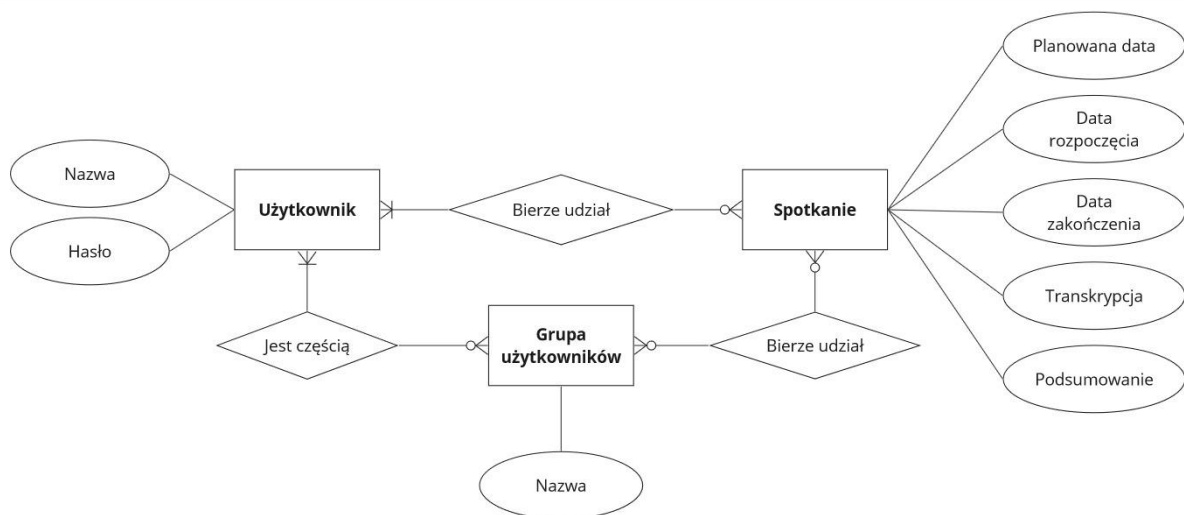 Planowana data
Data
rozpoczęcia
Nazwa
Użytkownik
Bierze udział
Spotkanie
Data
zakończenia
Hasło
Transkrypcja
Jest częścią
Grupa
użytkowników
Bierze udział
Podsumowanie
Nazwa